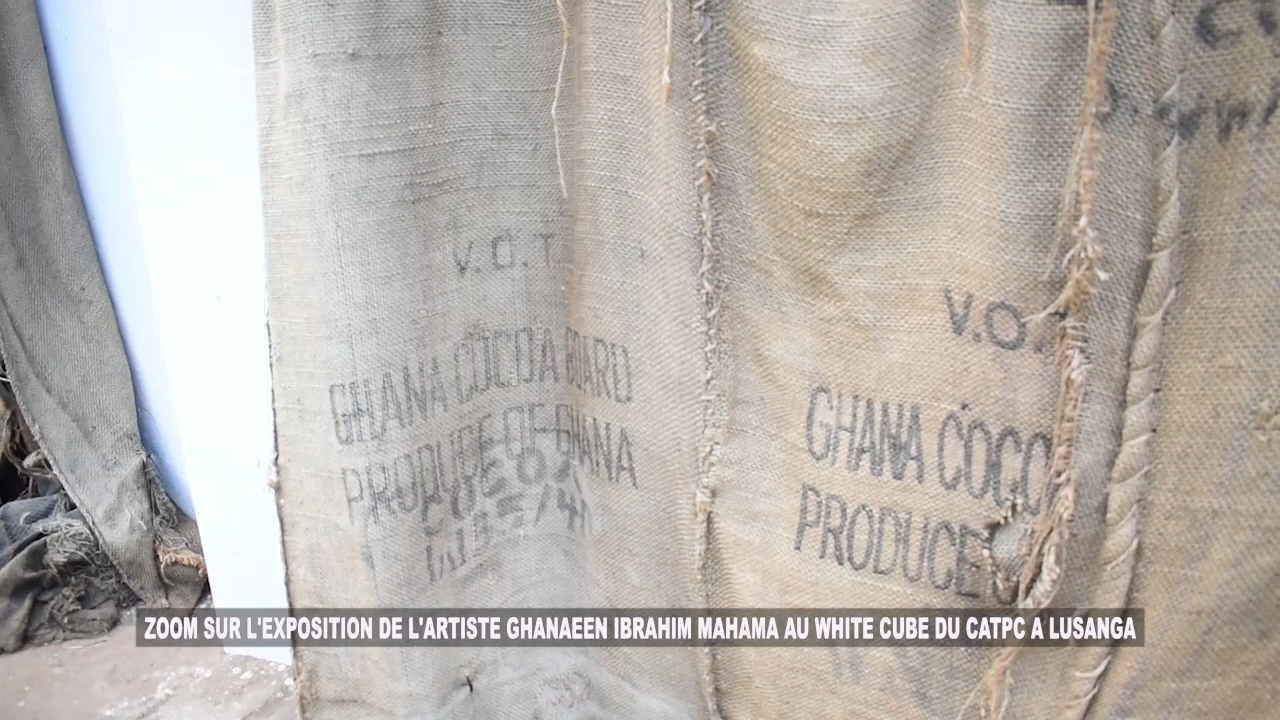 V.O.T
GHANA COCOA BOARD
PRODUCE OF GHANA
V.O.
GHANA COCO
PRODUCE
ZOOM SUR L'EXPOSITION DE L'ARTISTE GHANAEEN IBRAHIM MAHAMA AU WHITE CUBE DU CATPC A LUSANGA